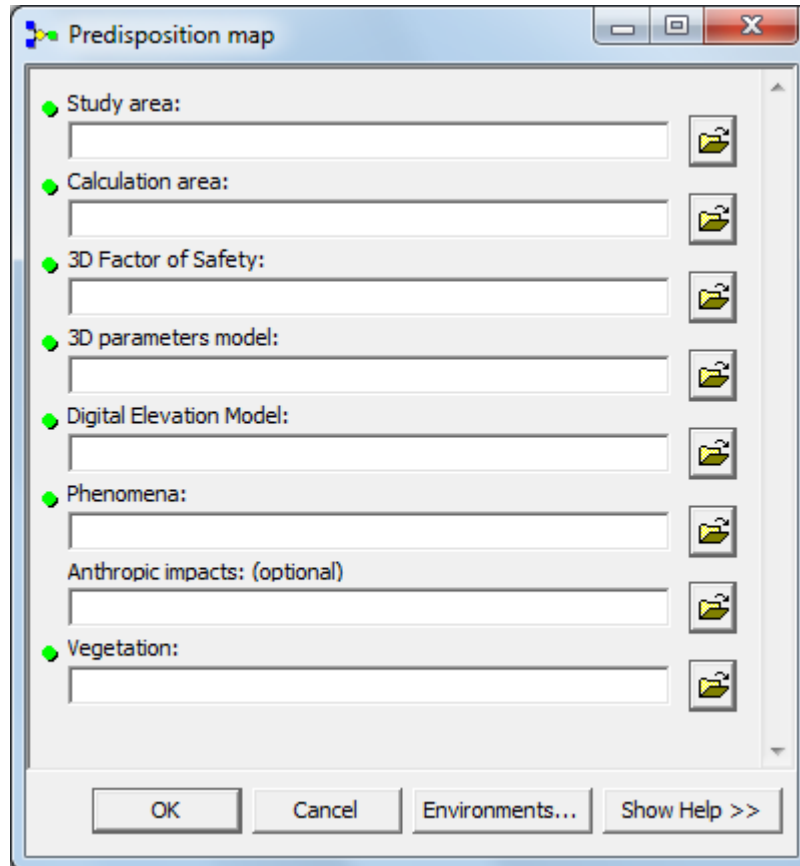 Predisposition map
Study area:
Calculation area:
3D Factor of Safety:
3D parameters model:
Digital Elevation Model:
Phenomena:
Anthropic impacts: (optional)
Vegetation:
OK Cancel Environments... Show Help >>